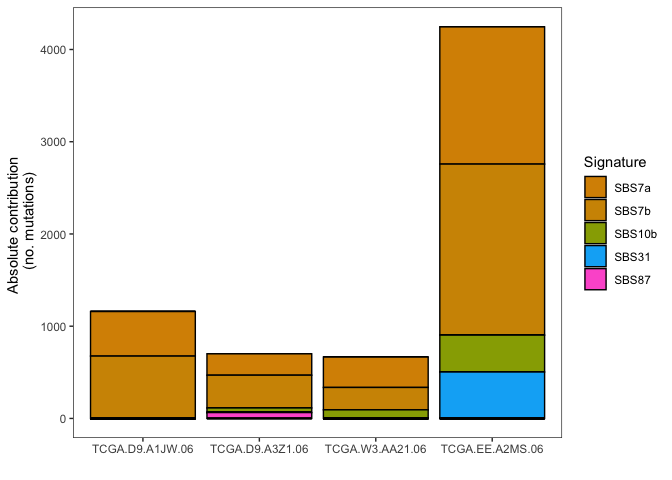 Absolute contribution
(no. mutations)
4000
3000
2000
1000
0
TCGA.D9.A1JW.06
TCGA.D9.A3Z1.06
TCGA.W3.AA21.06
TCGA.EE.A2MS.06
Signature
SBS7a
SBS7b
SBS10b
SBS31
SBS87